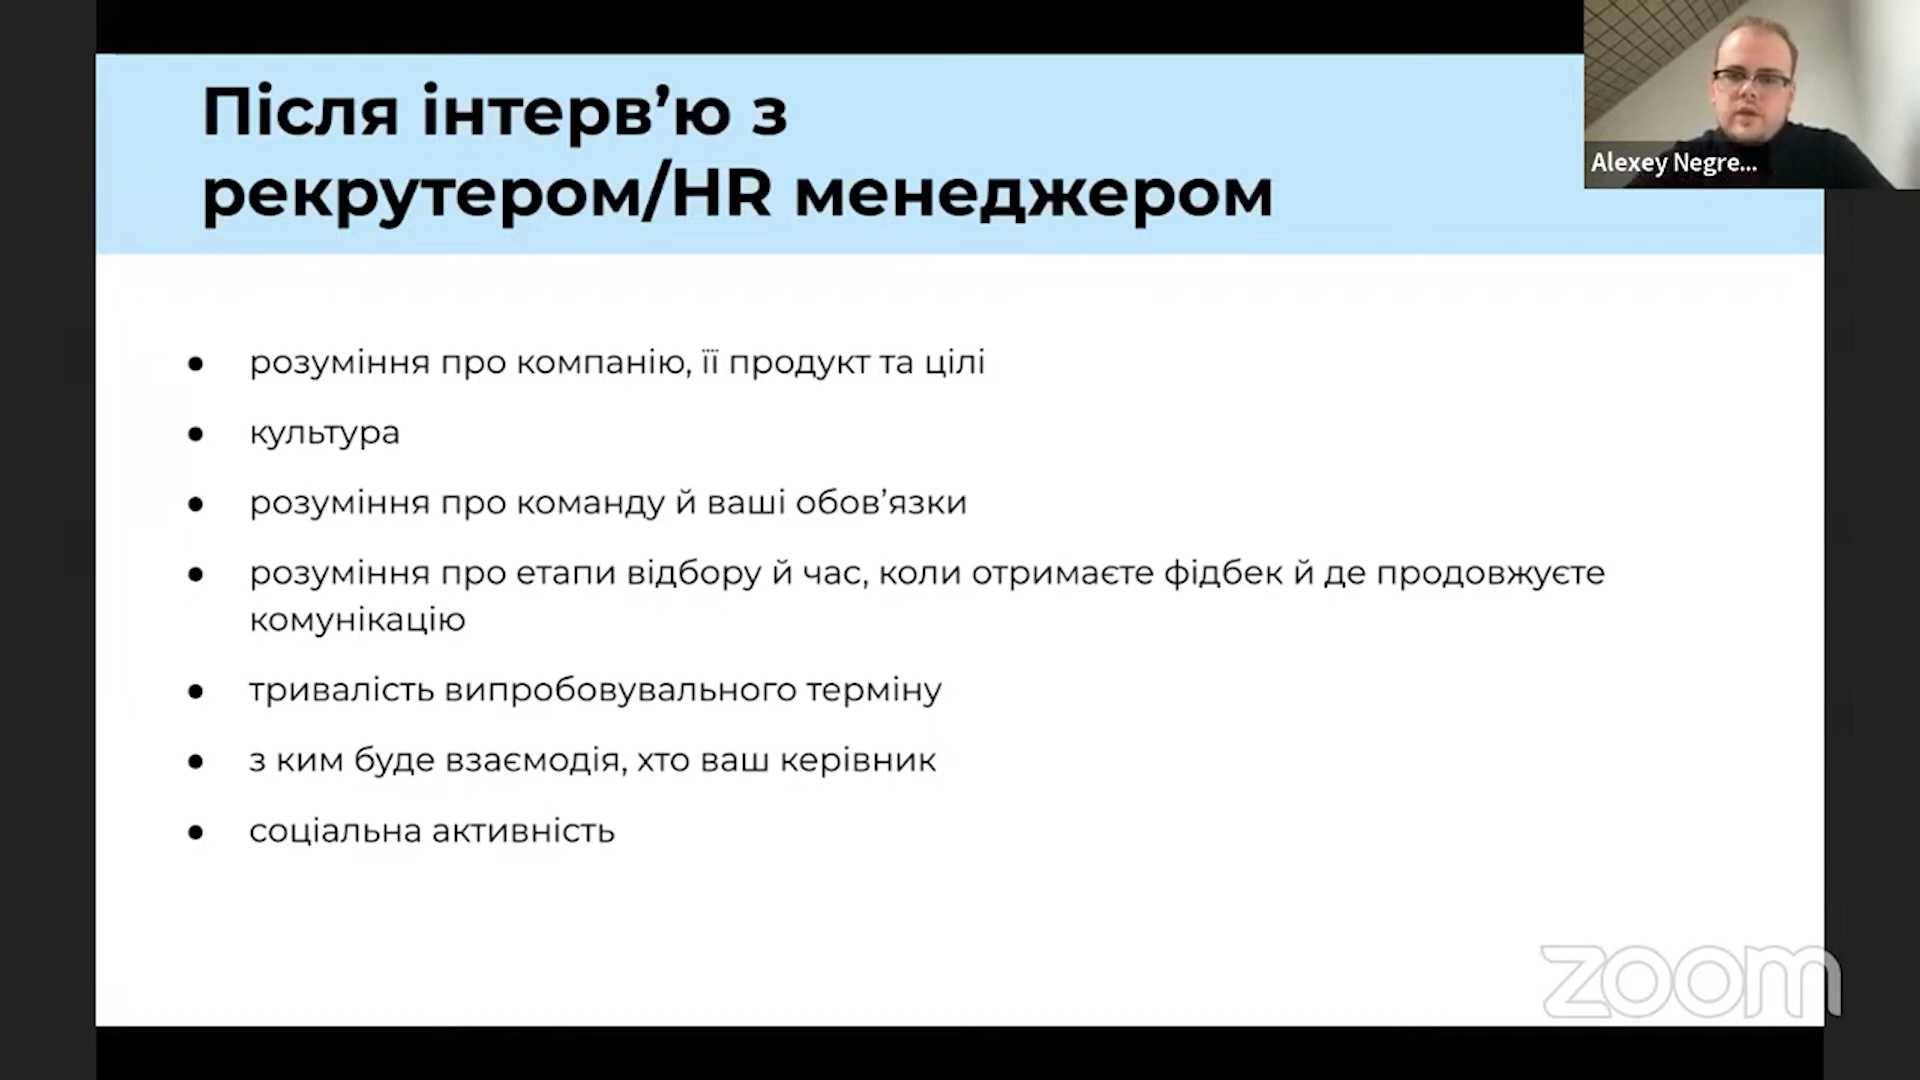 Після інтерв’ю з
рекрутером/HR менеджером
Alexey Negre...
● розуміння про компанію, її продукт та цілі
● культура
● розуміння про команду й ваші обов’язки
● розуміння про етапи відбору й час, коли отримаєте фідбек й де продовжуєте
комунікацію
● тривалість випробовувального терміну
● з ким буде взаємодія, хто ваш керівник
● соціальна активність
zoom